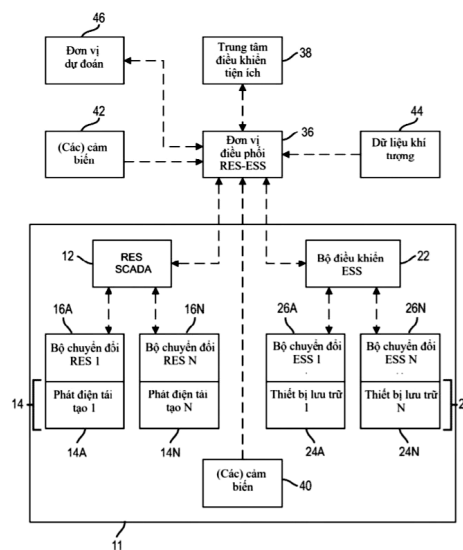 46
Đơn vị
dự đoán
Trung tâm
điều khiển
tiện ích
38
42
(Các) cảm
biến
Đơn vị
điều phối
RES-ESS
36
44
Dữ liệu khí
tượng
12
RES
SCADA
Bộ điều khiển
ESS
22
16A
16N
26A
26N
Bộ chuyển đổi
RES 1
Bộ chuyển đổi
RES N
Bộ chuyển đổi
ESS 1
Bộ chuyển đổi
ESS N
14
Phát điện tái
tạo 1
Phát điện tái
tạo N
Thiết bị lưu trữ
1
Thiết bị lưu trữ
N
14A
14N
24A
24N
(Các) cảm
biến
40
11